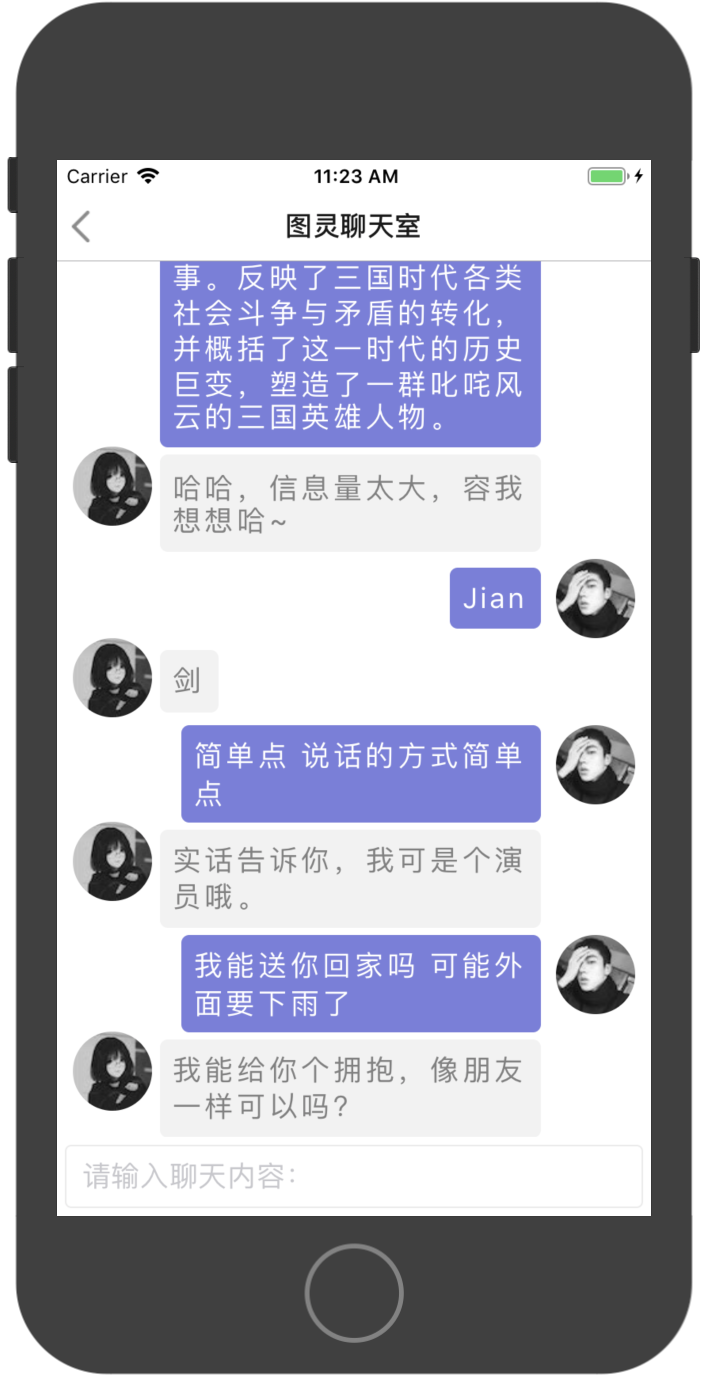 Carrier 11:23 AM
图灵聊天室
事。反映了三国时代各类
社会斗争与矛盾的转化，
并概括了这一时代的历史
巨变，塑造了一群叱咤风
云的三国英雄人物。
哈哈，信息量太大，容我
想想哈~
Jian
剑
简单点 说话的方式简单
点
实话告诉你，我可是个演
员哦。
我能送你回家吗 可能外
面要下雨了
我能给你个拥抱，像朋友
一样可以吗?
请输入聊天内容：